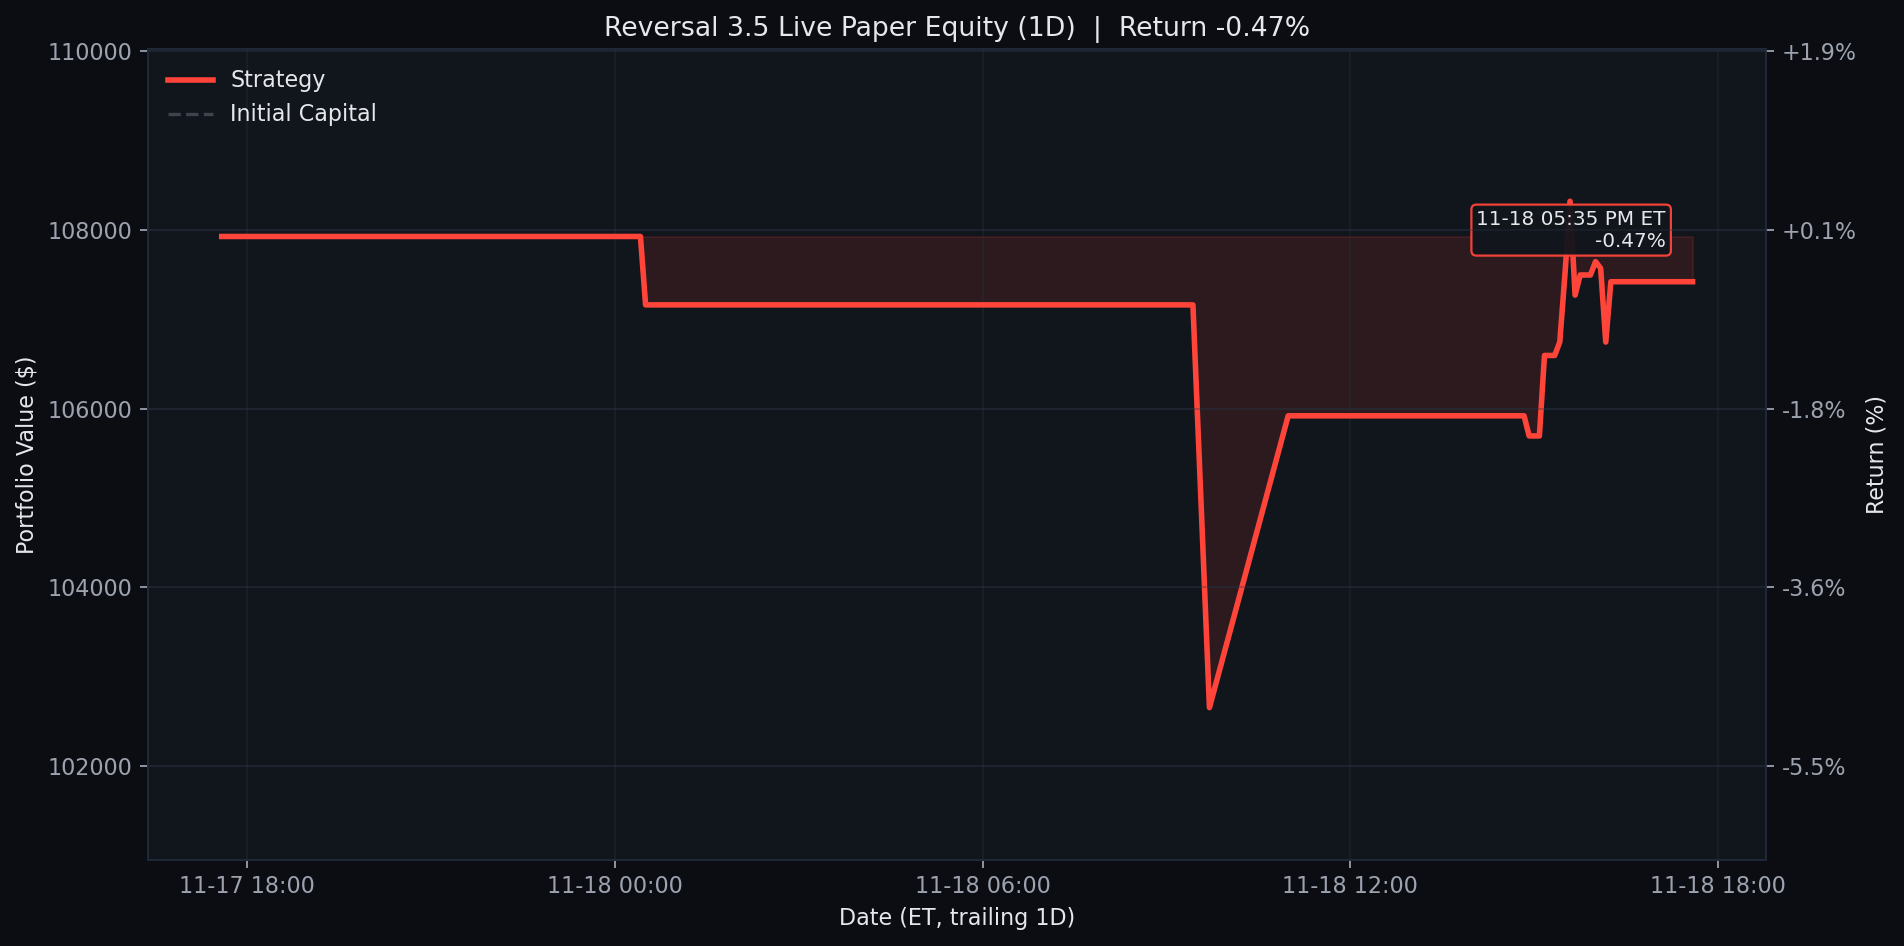 Reversal 3.5 Live Paper Equity (1D)  |  Return -0.47%
Strategy
Initial Capital
11-18 05:35 PM ET
-0.47%
Portfolio Value ($)
110000
108000
106000
104000
102000
+1.9%
+0.1%
-1.8%
-3.6%
-5.5%
Return (%)
11-17 18:00
11-18 00:00
11-18 06:00
11-18 12:00
11-18 18:00
Date (ET, trailing 1D)